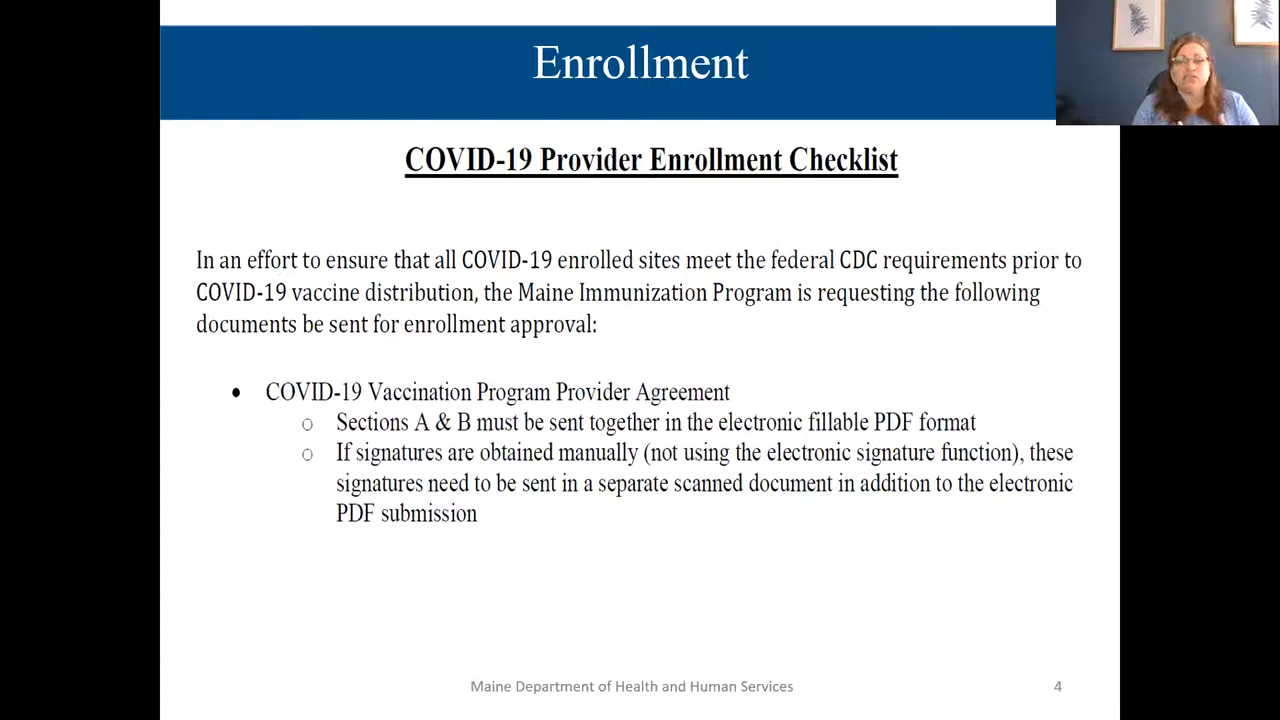 Enrollment
COVID-19 Provider Enrollment Checklist
In an effort to ensure that all COVID-19 enrolled sites meet the federal CDC requirements prior to
COVID-19 vaccine distribution, the Maine Immunization Program is requesting the following
documents be sent for enrollment approval:
• COVID-19 Vaccination Program Provider Agreement
○ Sections A & B must be sent together in the electronic fillable PDF format
○ If signatures are obtained manually (not using the electronic signature function), these
signatures need to be sent in a separate scanned document in addition to the electronic
PDF submission
Maine Department of Health and Human Services
4